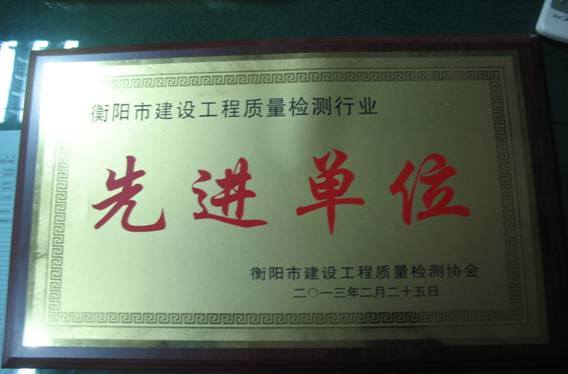 衡阳市建设工程质量检测行业
先进单位
衡阳市建设工程质量检测协会
二〇一三年二月二十五日